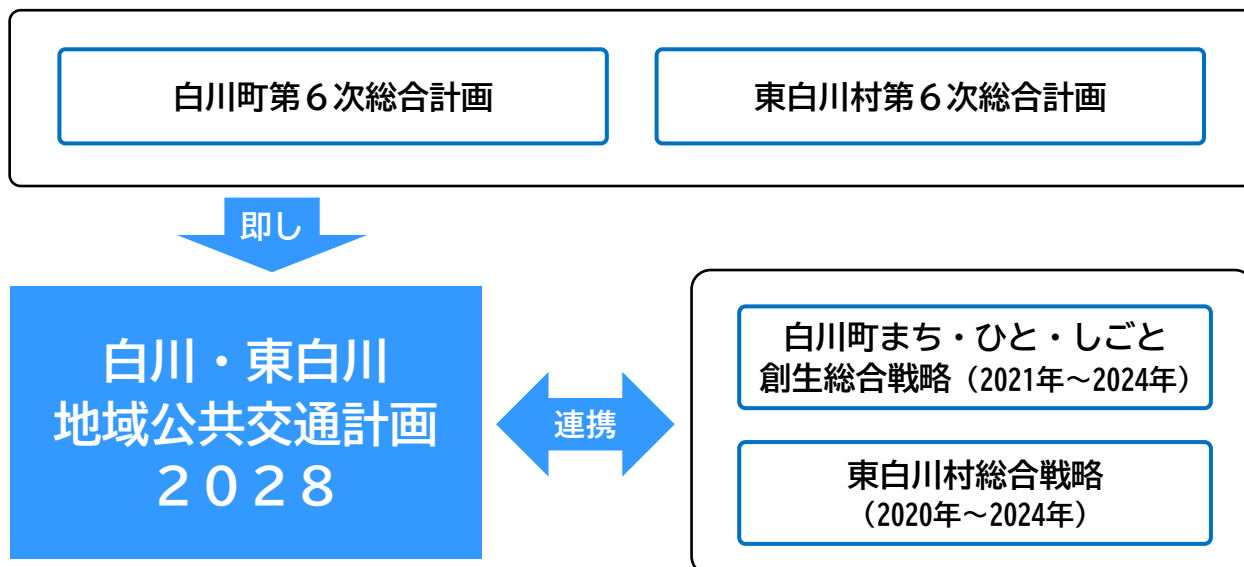 白川町第６次総合計画
東白川村第６次総合計画
即し
白川・東白川
地域公共交通計画
２０２８
連携
白川町まち・ひと・しごと
創生総合戦略（2021年～2024年）
東白川村総合戦略
（2020年～2024年）